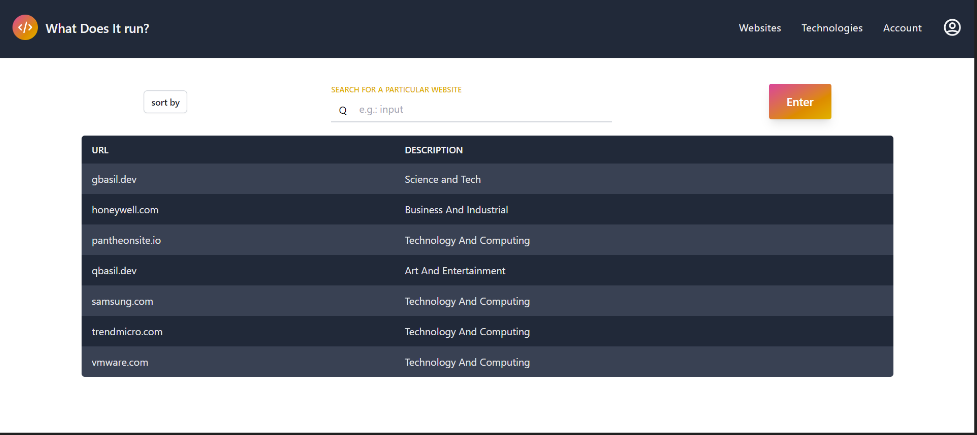 </> What Does It run? Websites Technologies Account
SEARCH FOR A PARTICULAR WEBSITE
sort by e.g.: input Enter
URL DESCRIPTION
gbasil.dev Science and Tech
honeywell.com Business And Industrial
pantheonsite.io Technology And Computing
qbasil.dev Art And Entertainment
samsung.com Technology And Computing
trendmicro.com Technology And Computing
vmware.com Technology And Computing